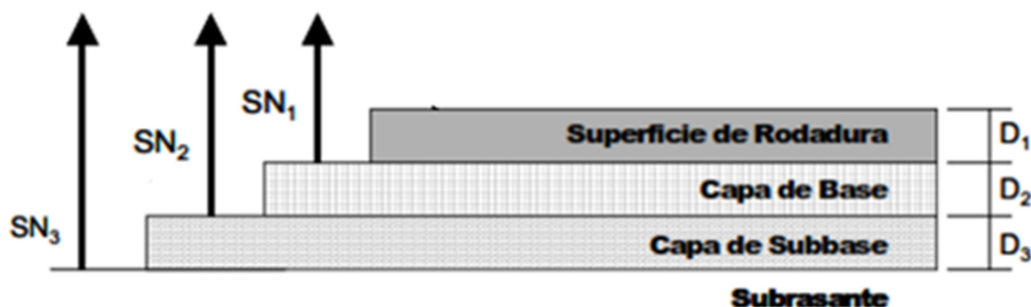 SN₁
Superficie de Rodadura D₁
SN₂
Capa de Base D₂
SN₃
Capa de Subbase D₃
Subrasante